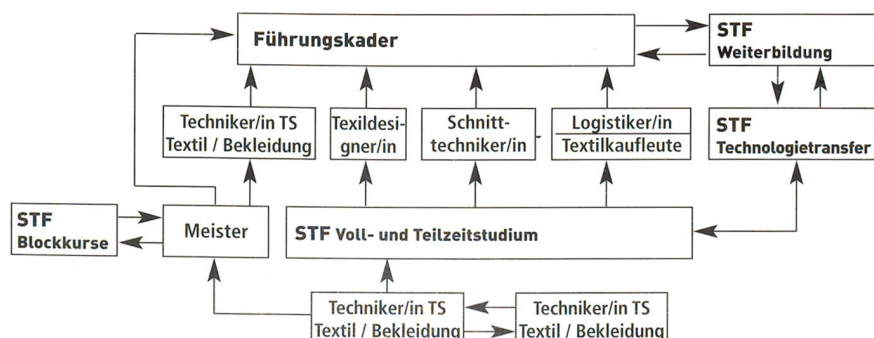 Führungskader
STF
Weiterbildung
Techniker/in TS
Textil / Bekleidung
Texildesi-
gner/in
Schnitt-
techniker/in
Logistiker/in
Textilkaufleute
STF
Technologietransfer
STF
Blockkurse
Meister
STF Voll- und Teilzeitstudium
Techniker/in TS
Textil / Bekleidung
Techniker/in TS
Textil / Bekleidung